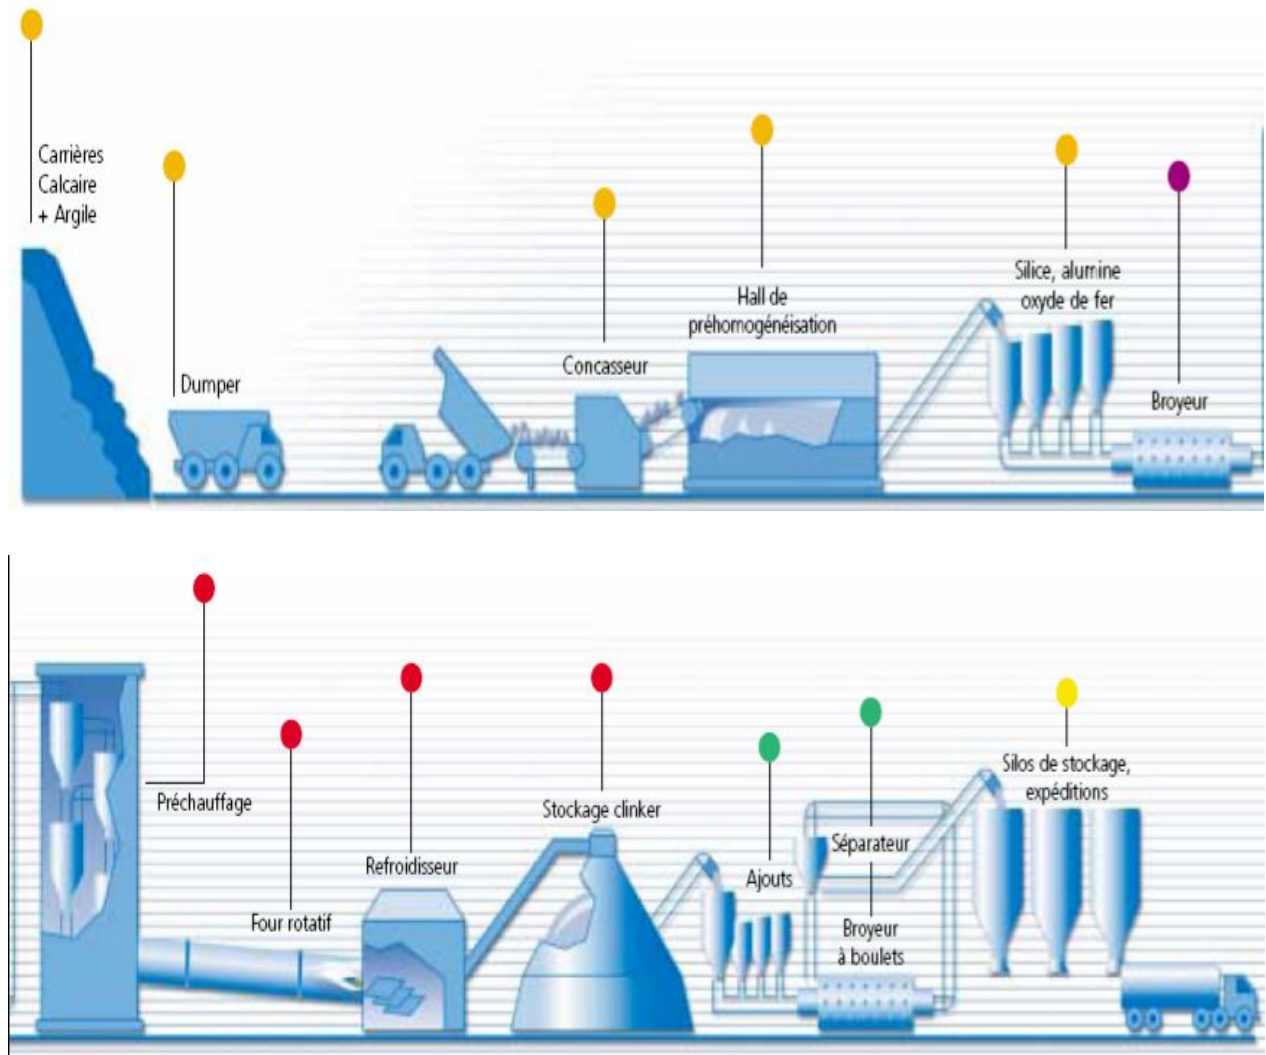 Carrières
Calcaire
+ Argile
Dumper
Concasseur
Hall de
préhomogénéisation
Silice, alumine
oxyde de fer
Broyeur
Préchauffage
Four rotatif
Refroidisseur
Stockage clinker
Ajouts
Séparateur
Broyeur
à boulets
Silos de stockage,
expéditions